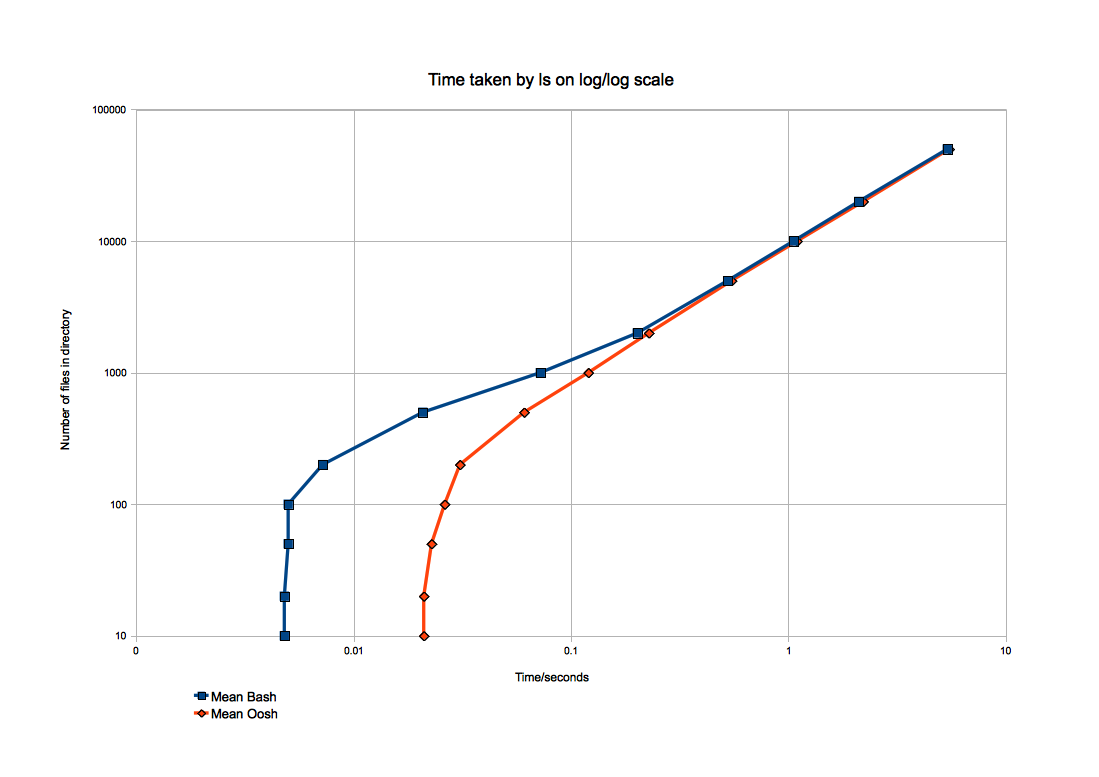 Time taken by ls on log/log scale
100000
10000
1000
100
10
Number of files in directory
0
0.01
0.1
1
10
Time/seconds
Mean Bash
Mean Oosh